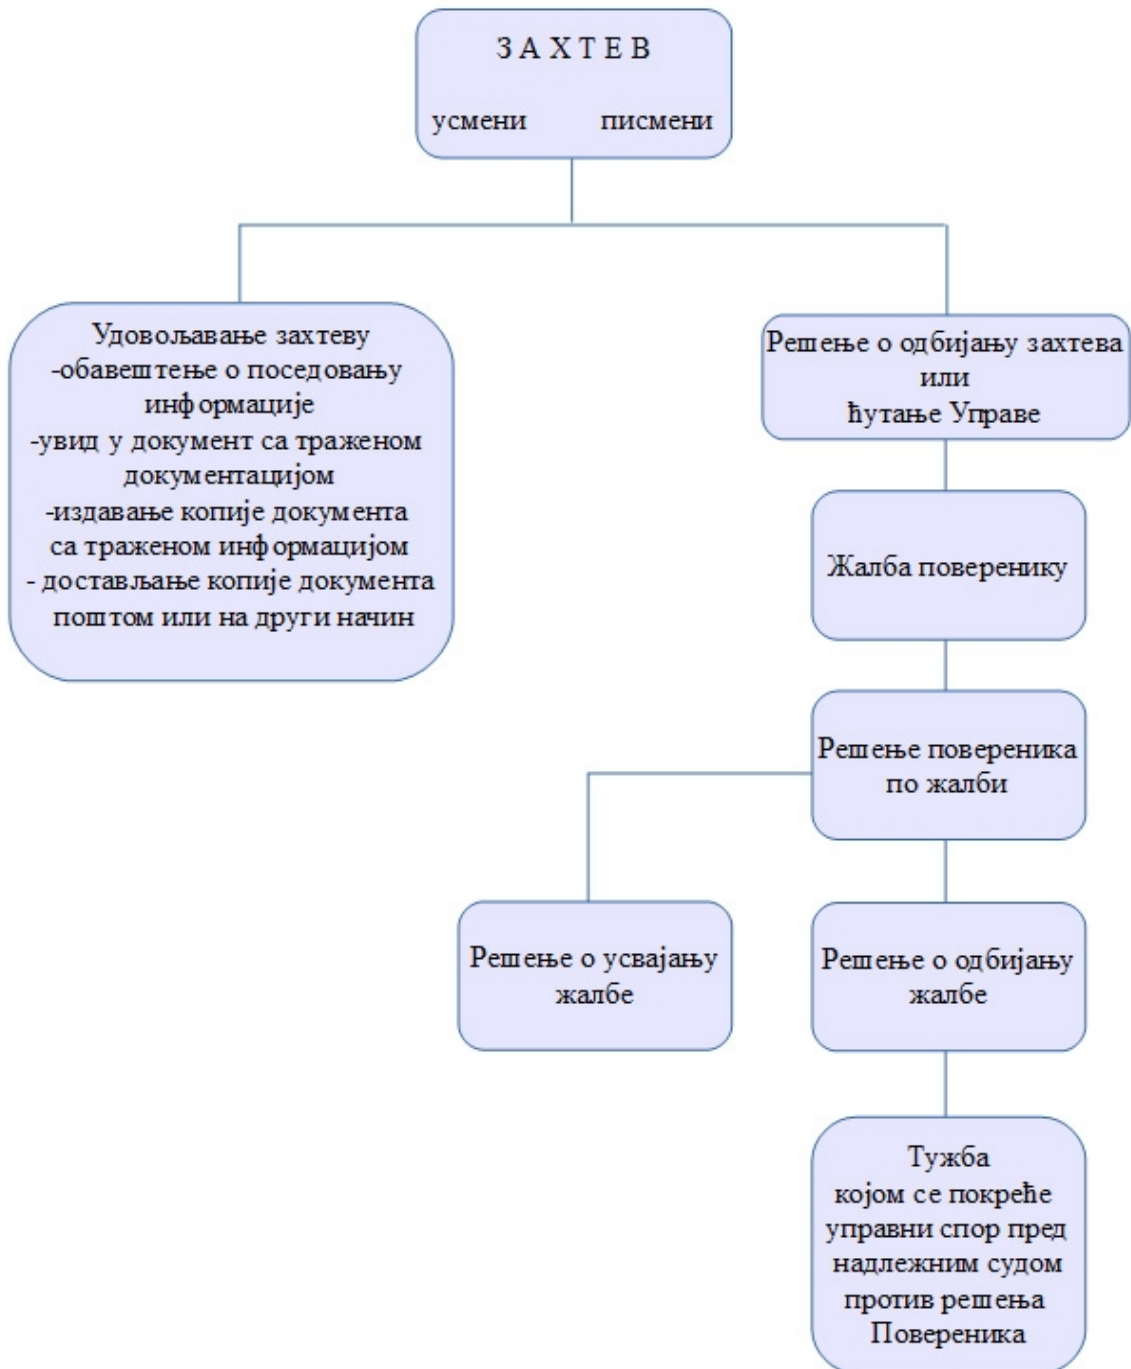 З А Х Т Е В
усмени писмени
Удовољавање захтеву
-обавештење о поседовању
информације
-увид у документ са траженом
документацијом
-издавање копије документа
са траженом информацијом
- достављање копије документа
поштом или на други начин
Решење о одбијању захтева
или
ћутање Управе
Жалба поверенику
Решење повереника
по жалби
Решење о усвајању
жалбе
Решење о одбијању
жалбе
Тужба
којом се покреће
управни спор пред
надлежним судом
против решења
Повереника